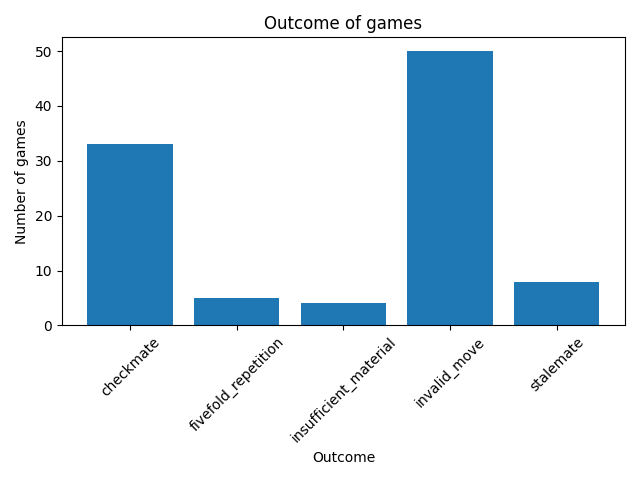 Outcome of games
Number of games
50
40
30
20
10
0
checkmate
fivefold_repetition
insufficient_material
invalid_move
stalemate
Outcome